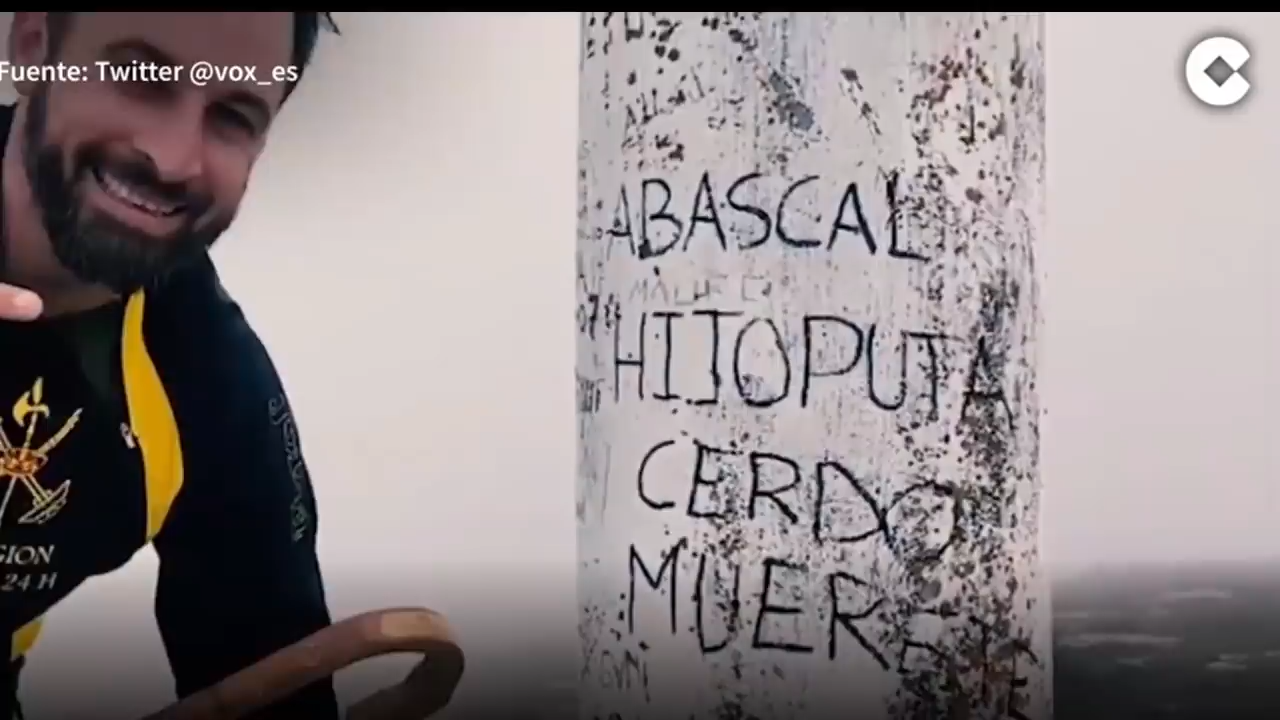 Fuente: Twitter @vox_es
ABASCAL
HIJOPUTA
CERDO
MUERETE
GION
24 H